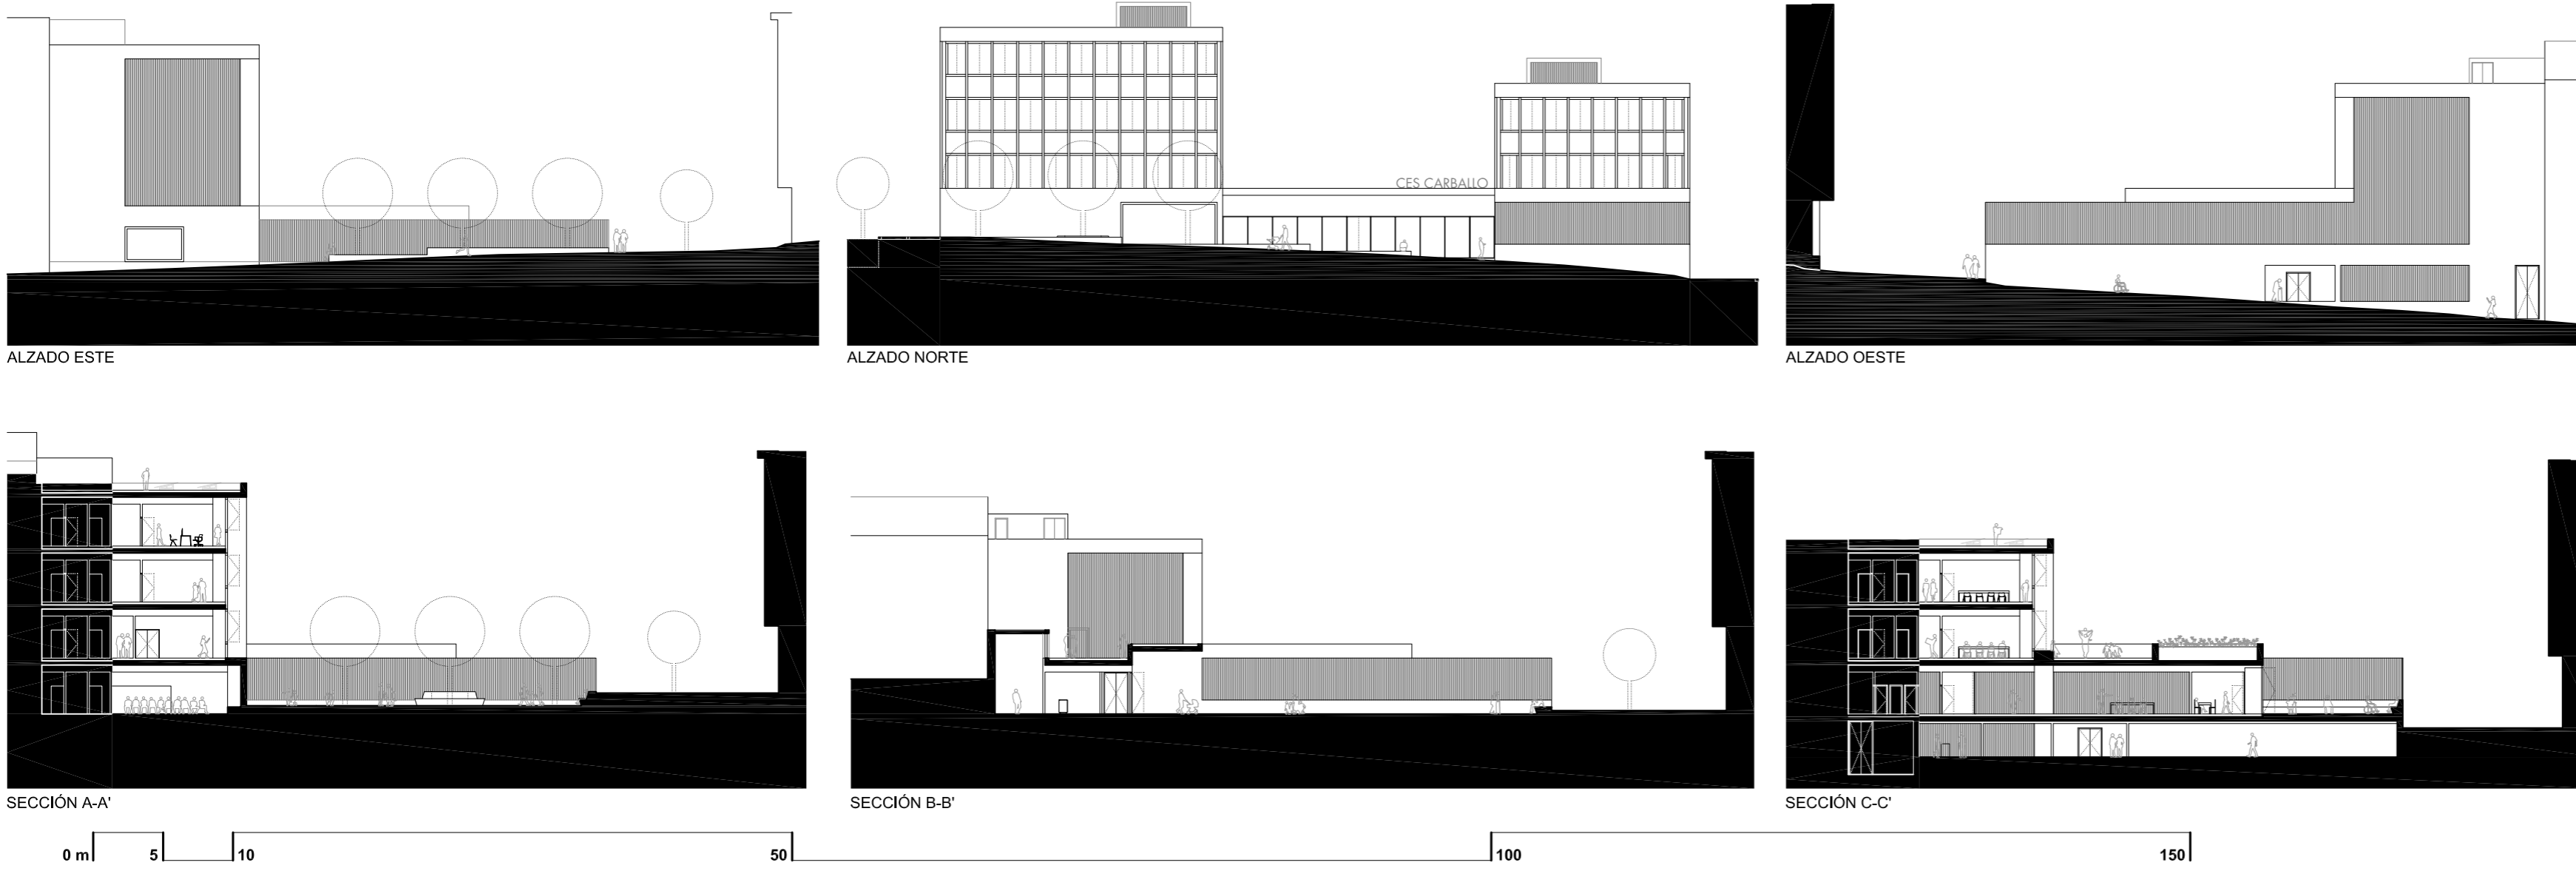 CES CARBALLO
ALZADO ESTE
ALZADO NORTE
ALZADO OESTE
SECCIÓN A-A'
SECCIÓN B-B'
SECCIÓN C-C'
0 m 5 10 50 100 150